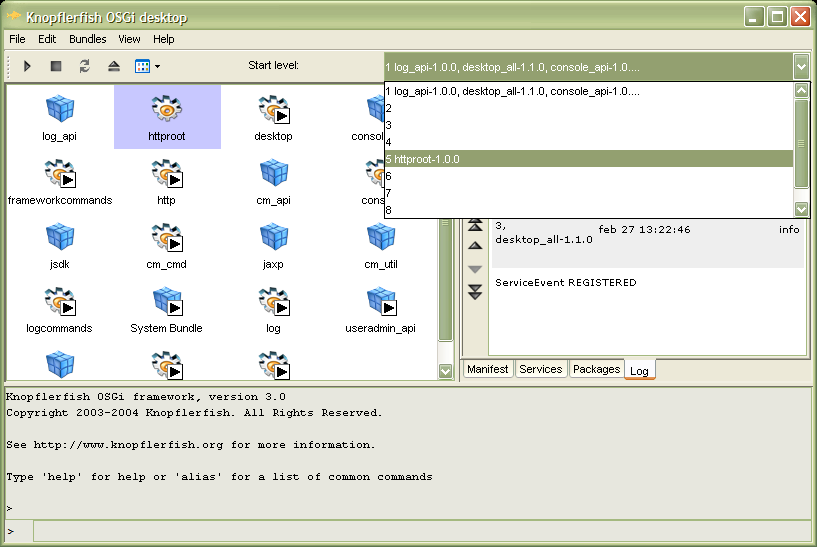 Knopflerfish OSGi desktop
File Edit Bundles View Help
Start level:
1 log_api-1.0.0, desktop_all-1.1.0, console_api-1.0....
1 log_api-1.0.0, desktop_all-1.1.0, console_api-1.0....
2
3
4
5 httproot-1.0.0
6
7
8
log_api httproot desktop
frameworkcommands http cm_api
jsdk cm_cmd jaxp cm_util
logcommands System Bundle log useradmin_api
3, feb 27 13:22:46 info
desktop_all-1.1.0
ServiceEvent REGISTERED
Manifest Services Packages Log
Knopflerfish OSGi framework, version 3.0
Copyright 2003-2004 Knopflerfish. All Rights Reserved.
See http://www.knopflerfish.org for more information.
Type 'help' for help or 'alias' for a list of common commands
>
>